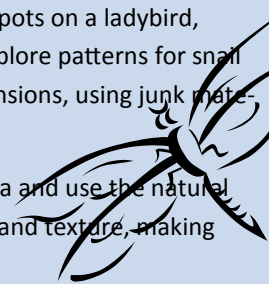 pots on a ladybird,
plore patterns for snail
nsions, using junk mate-
a and use the natural
and texture, making